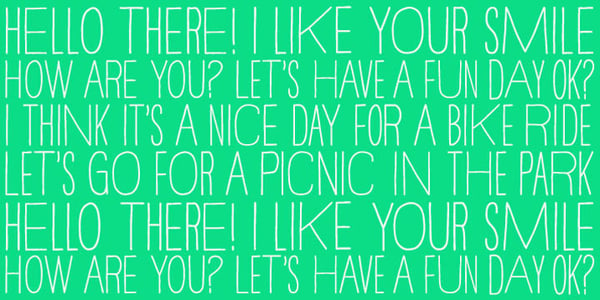 HELLO THERE! I LIKE YOUR SMILE
HOW ARE YOU? LET'S HAVE A FUN DAY OK?
I THINK IT'S A NICE DAY FOR A BIKE RIDE
LET'S GO FOR A PICNIC IN THE PARK
HELLO THERE! I LIKE YOUR SMILE
HOW ARE YOU? LET'S HAVE A FUN DAY OK?